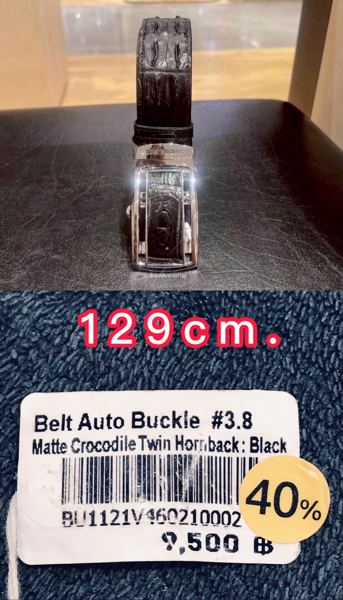 129cm.
Belt Auto Buckle #3.8
Matte Crocodile Twin Hornback : Black
BU1121V460210002
40%
9,500 ฿